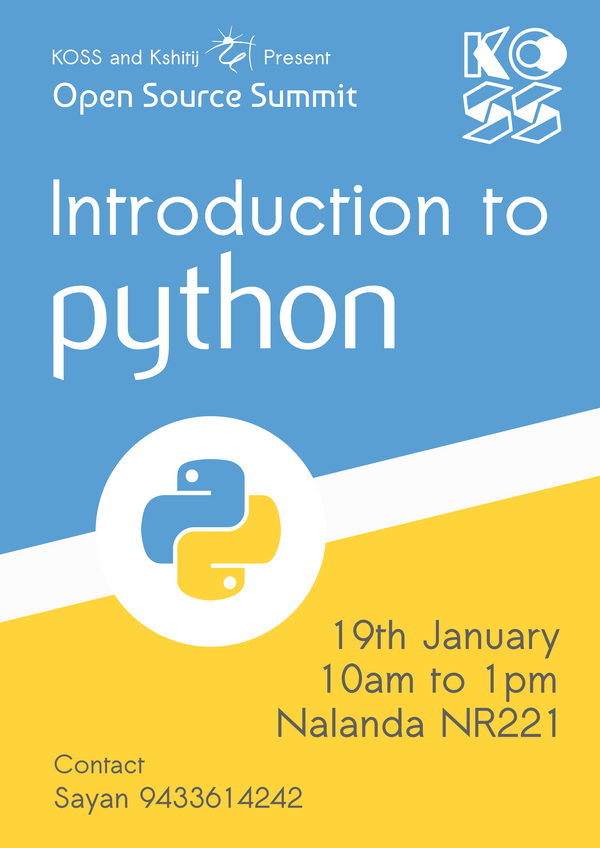 KOSS and Kshitij Present
Open Source Summit
KO
SS
Introduction to
python
19th January
10am to 1pm
Nalanda NR221
Contact
Sayan 9433614242